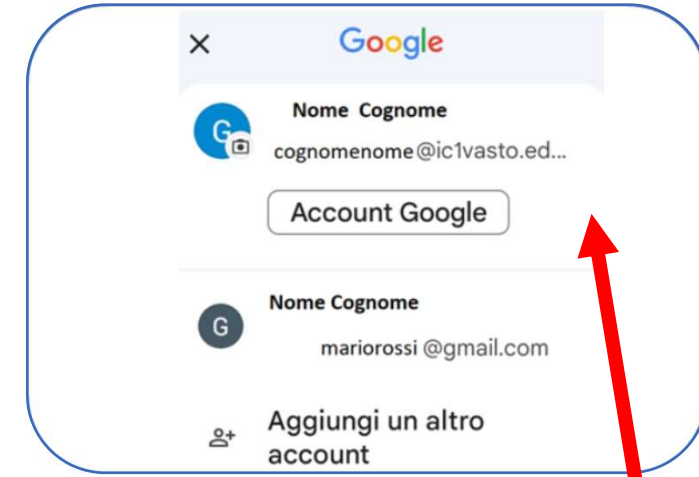 Google
Nome Cognome
G
cognomenome@ic1vasto.ed...
Account Google
Nome Cognome
G
mariorossi @gmail.com
Aggiungi un altro
account